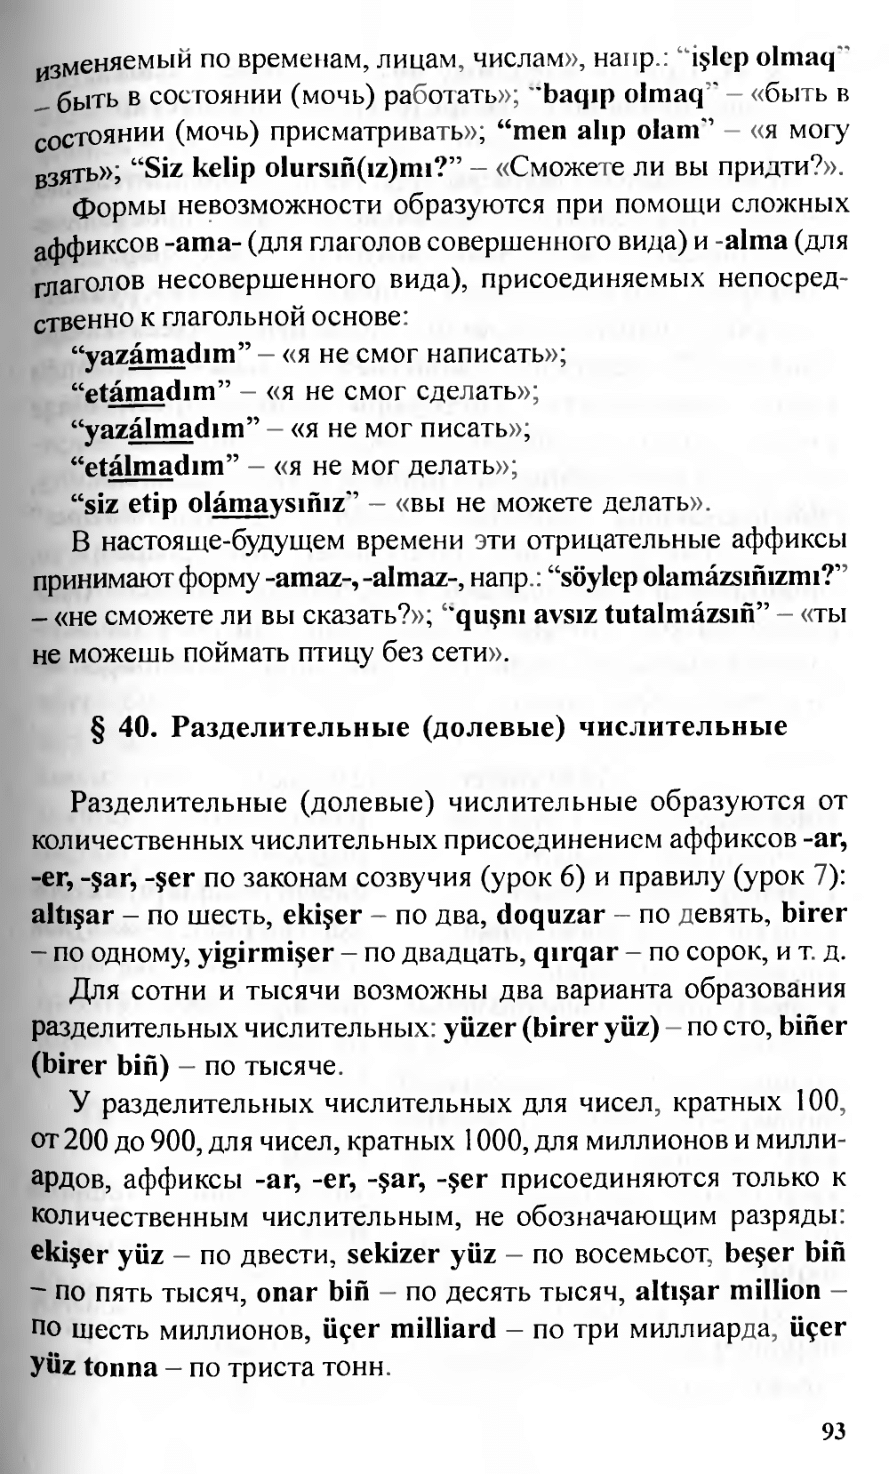 изменяемый по временам, лицам, числам», напр.: “işlep olmaq”
– быть в состоянии (мочь) работать»; “baqıp olmaq” – «быть в
состоянии (мочь) присматривать»; “men alıp olam” – «я могу
взять»; “Siz kelip olursıñ(ız)mı?” – «Сможете ли вы придти?».
Формы невозможности образуются при помощи сложных
аффиксов -ama- (для глаголов совершенного вида) и -alma (для
глаголов несовершенного вида), присоединяемых непосред-
ственно к глагольной основе:
“yazámadım” – «я не смог написать»;
“etámadım” – «я не смог сделать»;
“yazálmadım” – «я не мог писать»;
“etálmadım” – «я не мог делать»;
“siz etip olámaysıñız” – «вы не можете делать».
В настояще-будущем времени эти отрицательные аффиксы
принимают форму -amaz-, -almaz-, напр.: “söylep olamázsıñızmı?”
– «не сможете ли вы сказать?»; “quşnı avsız tutalmázsıñ” – «ты
не можешь поймать птицу без сети».
§ 40. Разделительные (долевые) числительные
Разделительные (долевые) числительные образуются от
количественных числительных присоединением аффиксов -ar,
-er, -şar, -şer по законам созвучия (урок 6) и правилу (урок 7):
altışar – по шесть, ekişer – по два, doquzar – по девять, birer
– по одному, yigirmişer – по двадцать, qırqar – по сорок, и т. д.
Для сотни и тысячи возможны два варианта образования
разделительных числительных: yüzer (birer yüz) – по сто, biñer
(birer biñ) – по тысяче.
У разделительных числительных для чисел, кратных 100,
от 200 до 900, для чисел, кратных 1000, для миллионов и милли-
ардов, аффиксы -ar, -er, -şar, -şer присоединяются только к
количественным числительным, не обозначающим разряды:
ekişer yüz – по двести, sekizer yüz – по восемьсот, beşer biñ
– по пять тысяч, onar biñ – по десять тысяч, altışar million –
по шесть миллионов, üçer milliard – по три миллиарда, üçer
yüz tonna – по триста тонн.
93